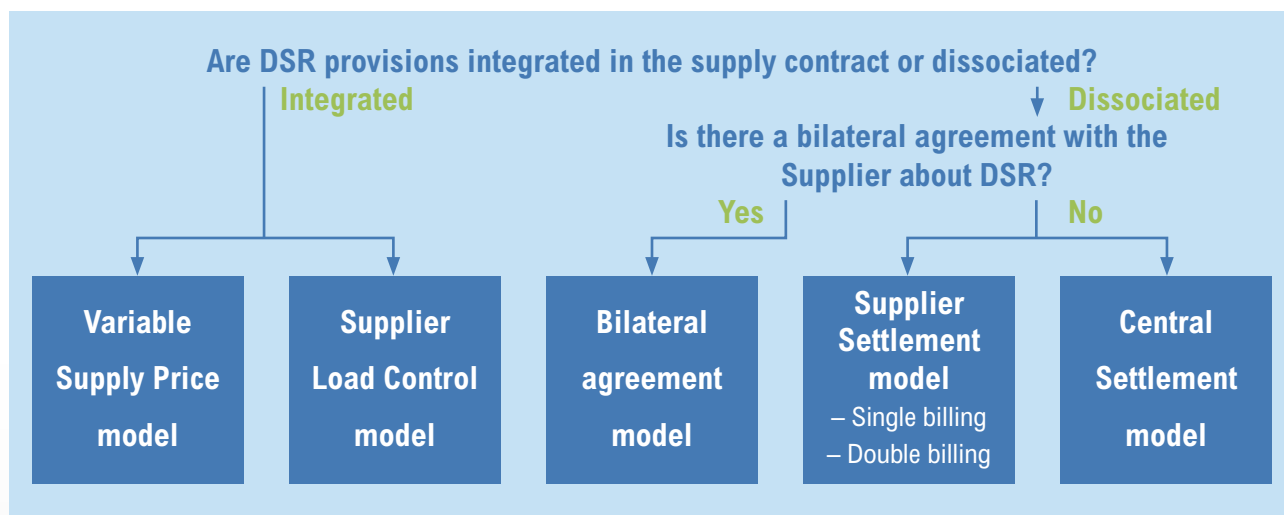 Are DSR provisions integrated in the supply contract or dissociated?
Integrated
Dissociated
Is there a bilateral agreement with the
Supplier about DSR?
Yes
No
Variable
Supply Price
model
Supplier
Load Control
model
Bilateral
agreement
model
Supplier
Settlement
model
– Single billing
– Double billing
Central
Settlement
model